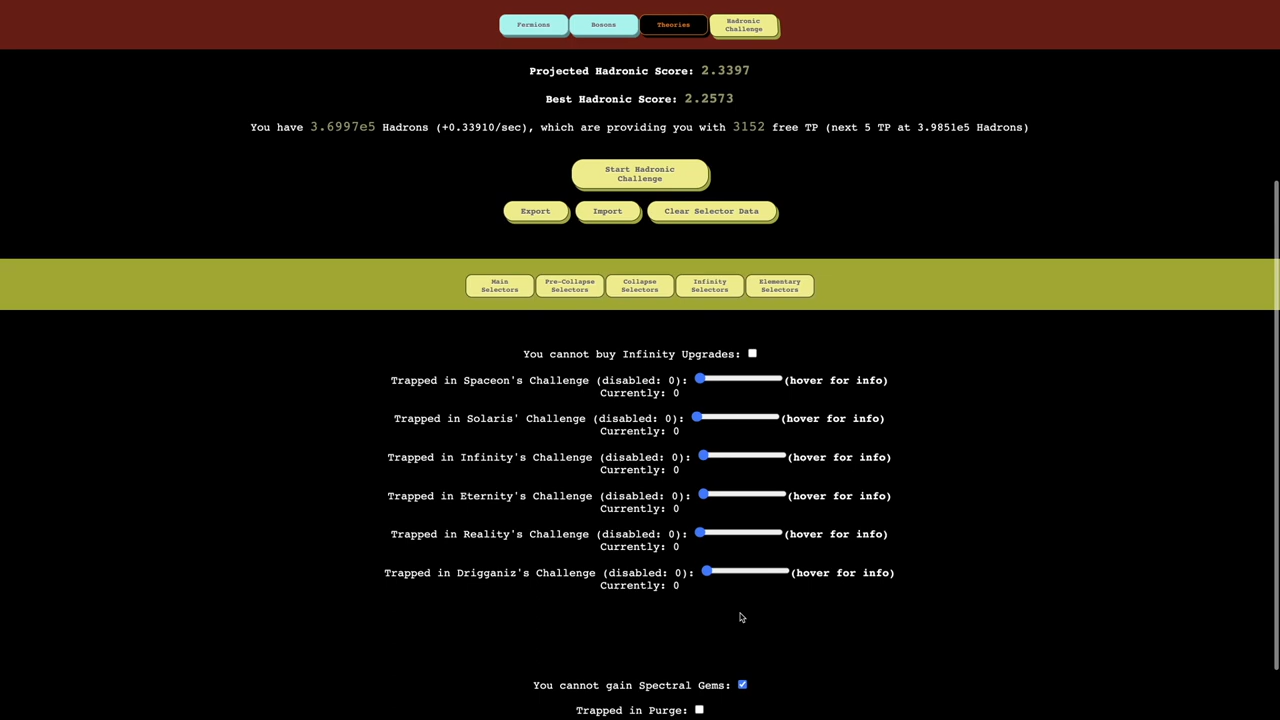 Fermions
Bosons
Theories
Hadronic
Challenge
Projected Hadronic Score: 2.3397
Best Hadronic Score: 2.2573
You have 3.6997e5 Hadrons (+0.33910/sec), which are providing you with 3152 free TP (next 5 TP at 3.9851e5 Hadrons)
Start Hadronic
Challenge
Export
Import
Clear Selector Data
Main
Selectors
Pre-Collapse
Selectors
Collapse
Selectors
Infinity
Selectors
Elementary
Selectors
You cannot buy Infinity Upgrades:
Trapped in Spaceon's Challenge (disabled: 0): (hover for info)
Currently: 0
Trapped in Solaris' Challenge (disabled: 0): (hover for info)
Currently: 0
Trapped in Infinity's Challenge (disabled: 0): (hover for info)
Currently: 0
Trapped in Eternity's Challenge (disabled: 0): (hover for info)
Currently: 0
Trapped in Reality's Challenge (disabled: 0): (hover for info)
Currently: 0
Trapped in Drigganiz's Challenge (disabled: 0): (hover for info)
Currently: 0
You cannot gain Spectral Gems:
Trapped in Purge: